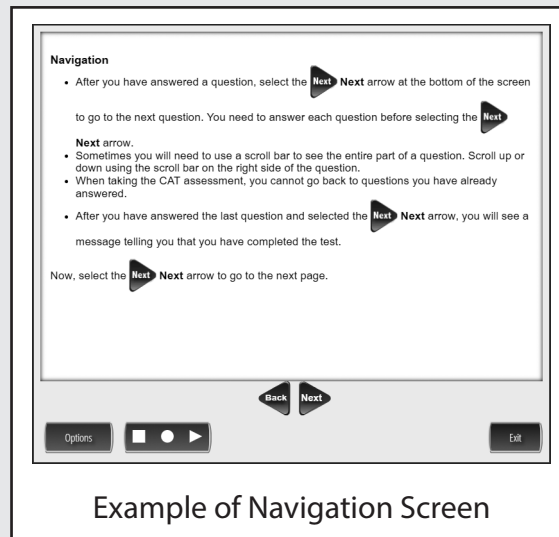 Navigation
• After you have answered a question, select the Next Next arrow at the bottom of the screen
to go to the next question. You need to answer each question before selecting the Next
Next arrow.
• Sometimes you will need to use a scroll bar to see the entire part of a question. Scroll up or
down using the scroll bar on the right side of the question.
• When taking the CAT assessment, you cannot go back to questions you have already
answered.
• After you have answered the last question and selected the Next Next arrow, you will see a
message telling you that you have completed the test.
Now, select the Next Next arrow to go to the next page.
Back Next
Options Exit
Example of Navigation Screen